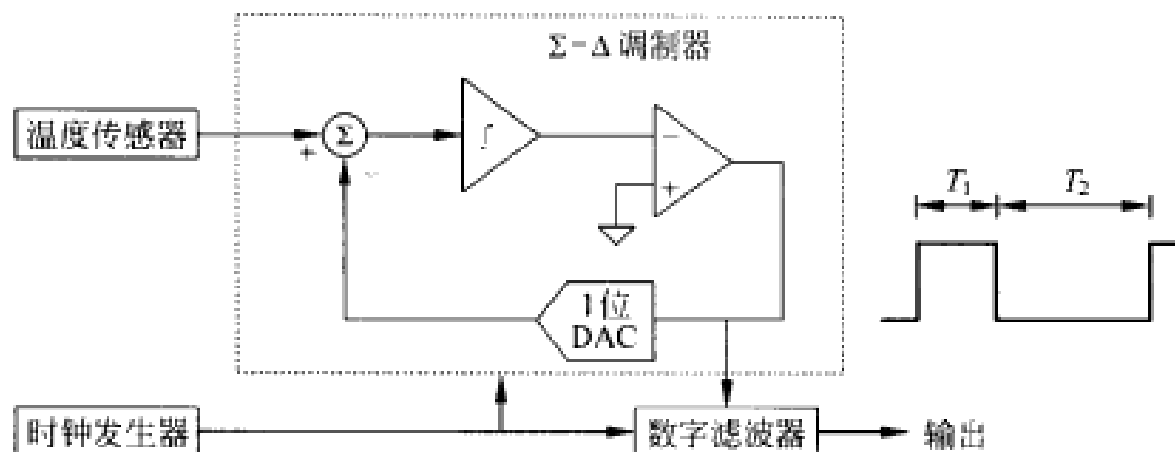 Σ-Δ 调制器
温度传感器
Σ
+
-
∫
-
+
T₁
T₂
1位
DAC
时钟发生器
数字滤波器
输出